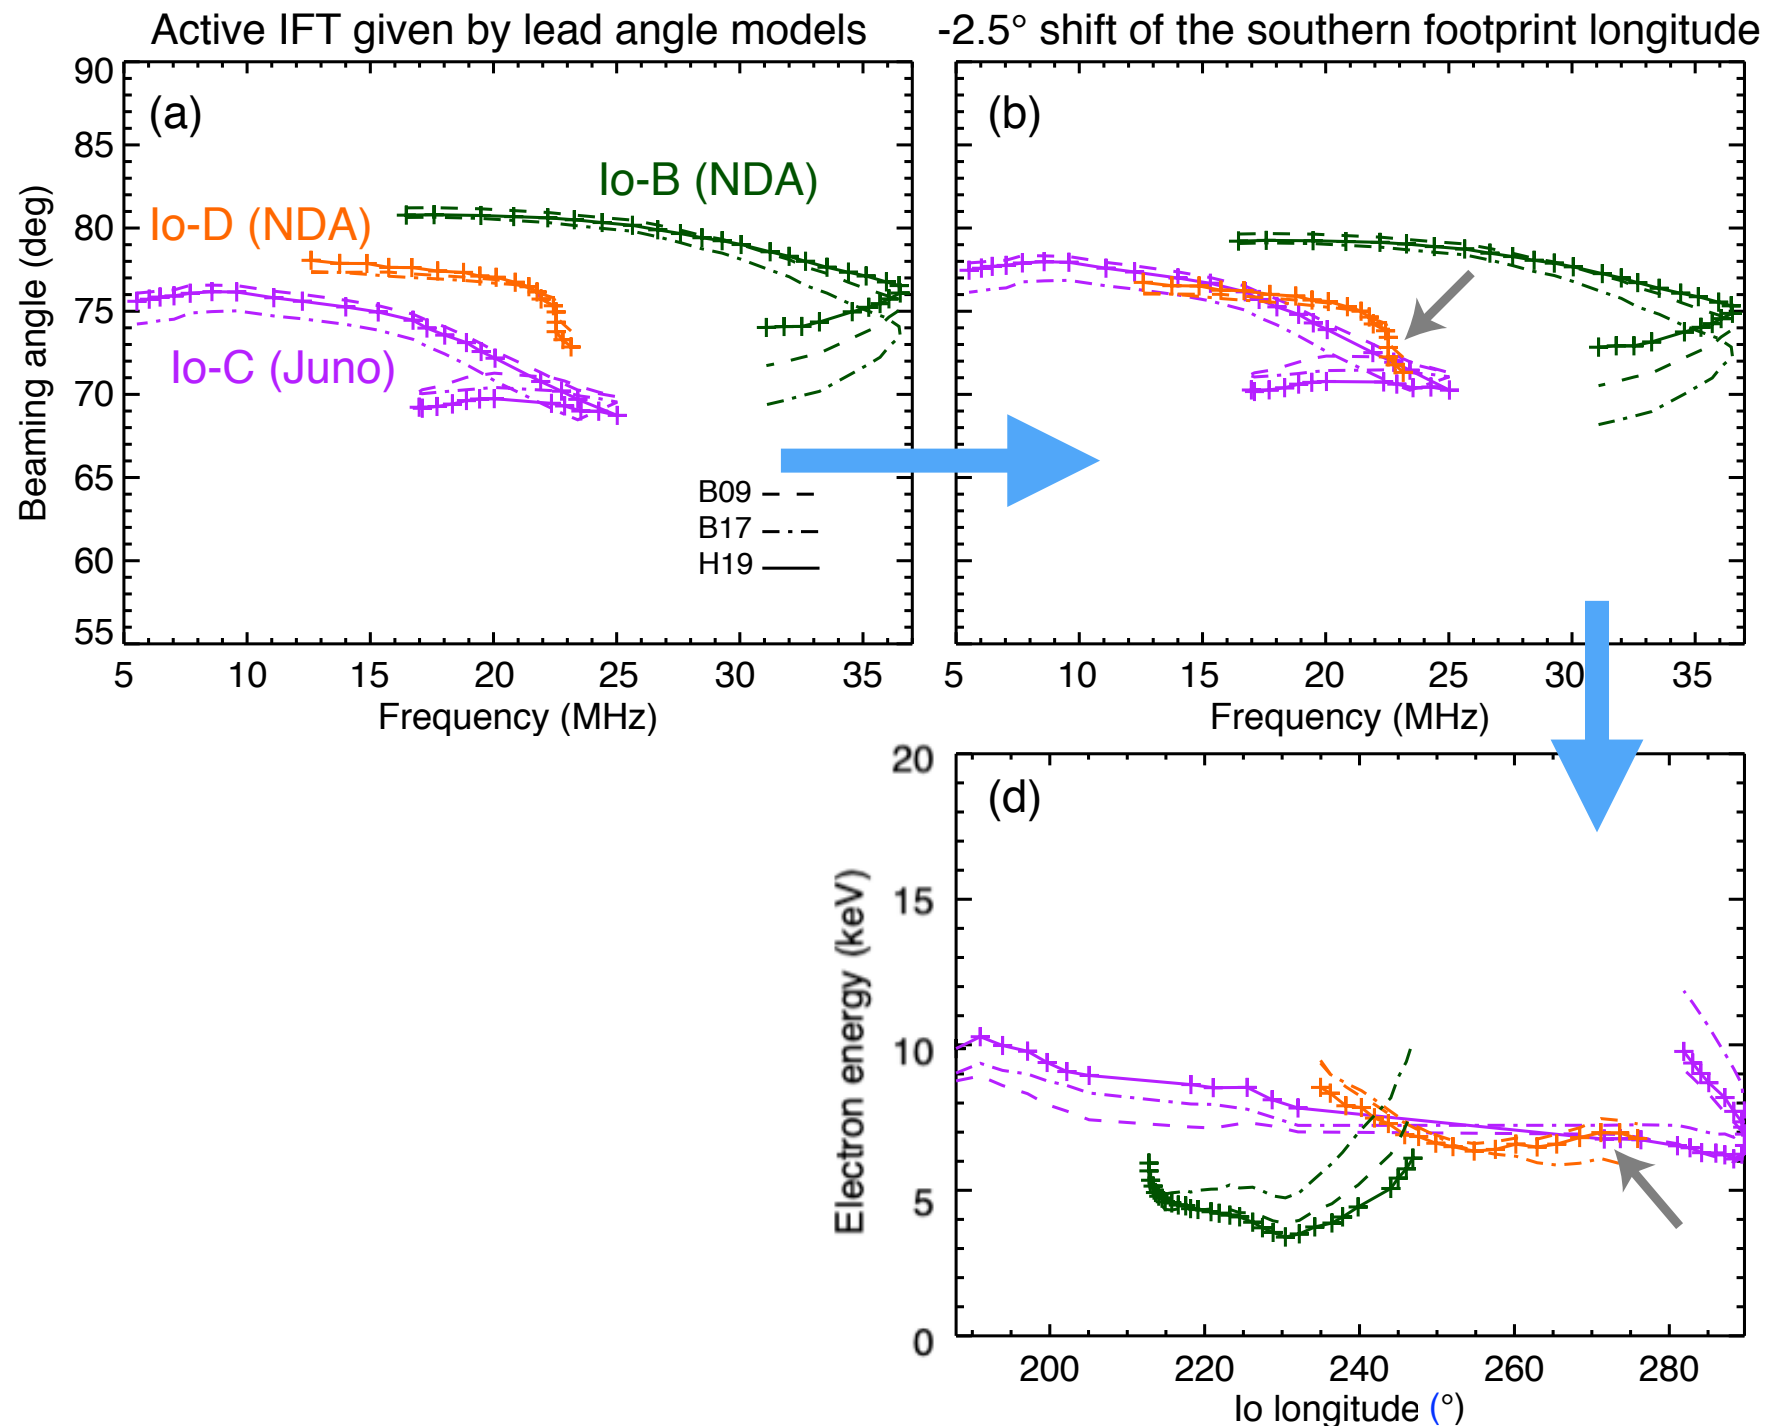 Active IFT given by lead angle models
-2.5° shift of the southern footprint longitude
(a)
Io-B (NDA)
Io-D (NDA)
Io-C (Juno)
B09
B17
H19
90
85
80
75
70
65
60
55
Beaming angle (deg)
5 10 15 20 25 30 35
Frequency (MHz)
(b)
5 10 15 20 25 30 35
Frequency (MHz)
(d)
20
15
10
5
0
Electron energy (keV)
200 220 240 260 280
Io longitude (°)